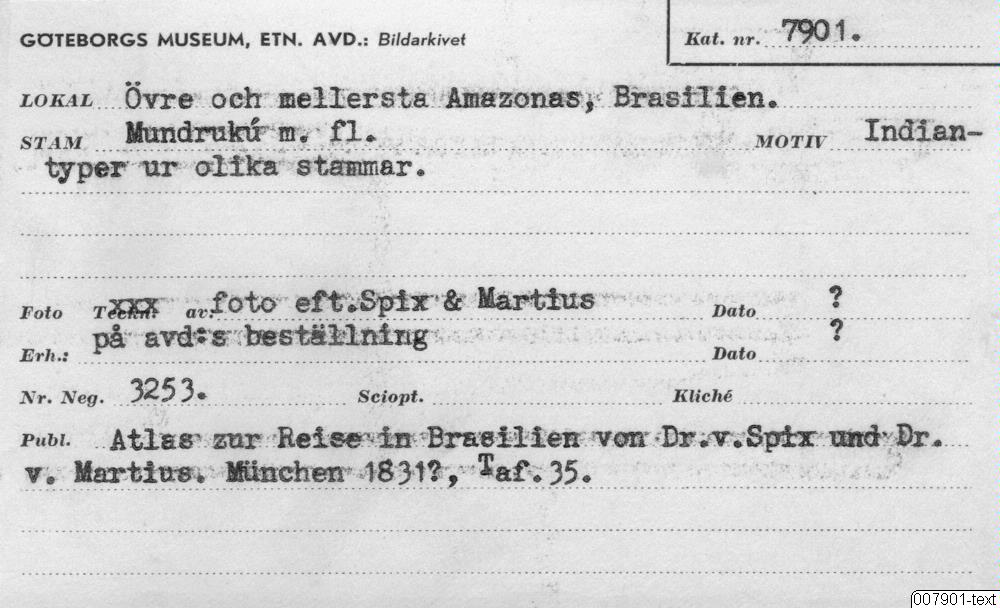 GÖTEBORGS MUSEUM, ETN. AVD.: Bildarkivet
Kat. nr. 7901.
LOKAL Övre och mellersta Amazonas, Brasilien.
STAM Mundrukú m. fl. MOTIV Indian-
typer ur olika stammar.
Foto Teckn. av: foto eft.Spix & Martius Dato ?
Erh.: på avd:s beställning Dato ?
Nr. Neg. 3253. Sciopt. Kliché
Publ. Atlas zur Reise in Brasilien von Dr.v.Spix und Dr.
v. Martius. München 1831?, Taf.35.
007901-text